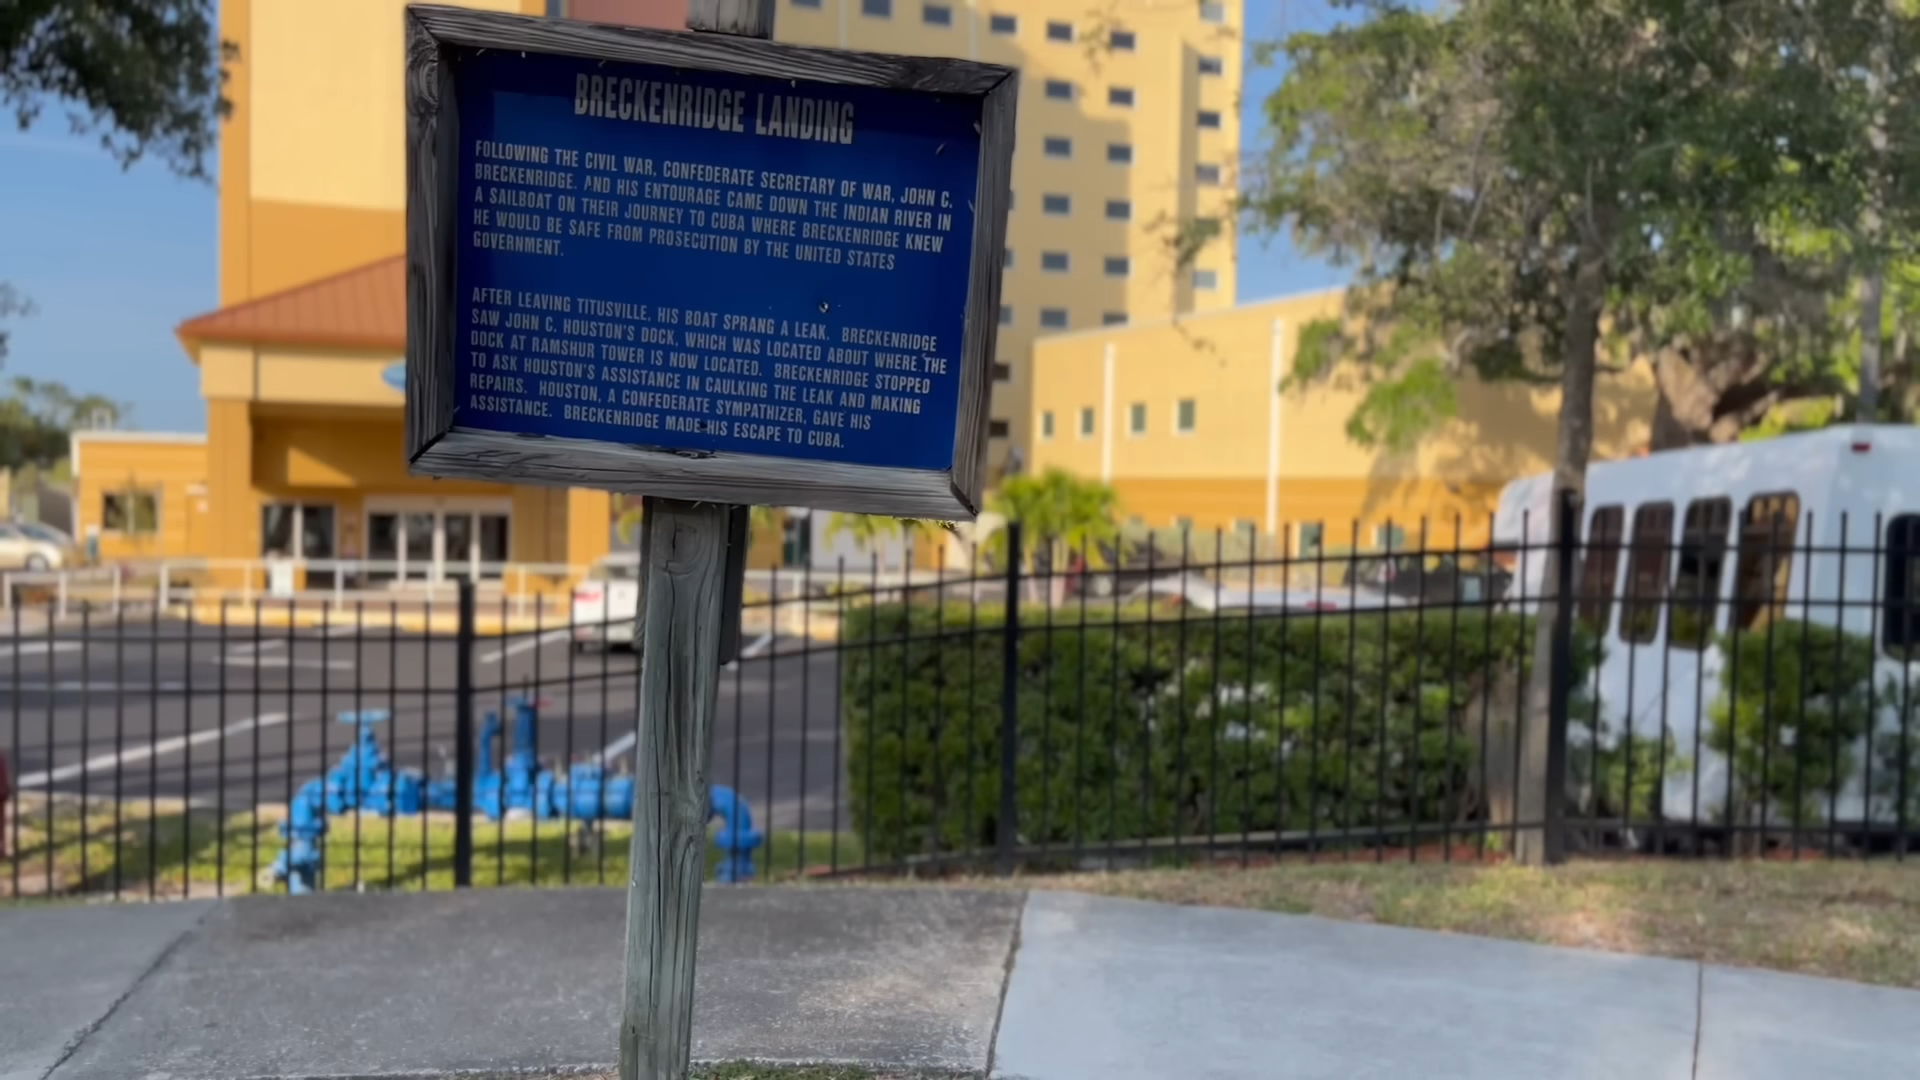 BRECKENRIDGE LANDING
FOLLOWING THE CIVIL WAR, CONFEDERATE SECRETARY OF WAR, JOHN C.
BRECKENRIDGE. AND HIS ENTOURAGE CAME DOWN THE INDIAN RIVER IN
A SAILBOAT ON THEIR JOURNEY TO CUBA WHERE BRECKENRIDGE KNEW
HE WOULD BE SAFE FROM PROSECUTION BY THE UNITED STATES
GOVERNMENT.
AFTER LEAVING TITUSVILLE, HIS BOAT SPRANG A LEAK. BRECKENRIDGE
SAW JOHN C. HOUSTON'S DOCK, WHICH WAS LOCATED ABOUT WHERE THE
DOCK AT RAMSHUR TOWER IS NOW LOCATED. BRECKENRIDGE STOPPED
TO ASK HOUSTON'S ASSISTANCE IN CAULKING THE LEAK AND MAKING
REPAIRS. HOUSTON, A CONFEDERATE SYMPATHIZER, GAVE HIS
ASSISTANCE. BRECKENRIDGE MADE HIS ESCAPE TO CUBA.